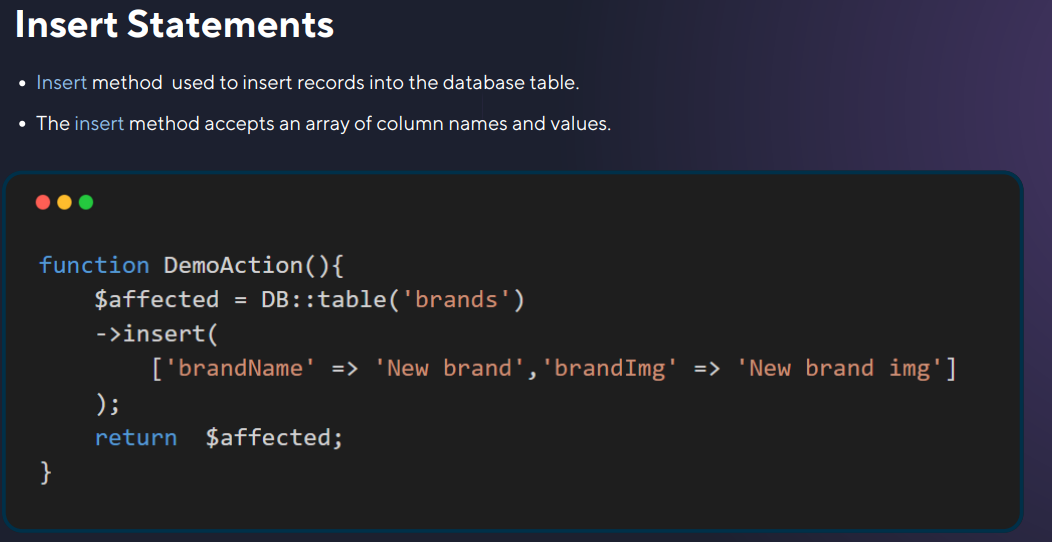 Insert Statements
• Insert method used to insert records into the database table.
• The insert method accepts an array of column names and values.
function DemoAction(){
    $affected = DB::table('brands')
    ->insert(
        ['brandName' => 'New brand','brandImg' => 'New brand img']
    );
    return  $affected;
}